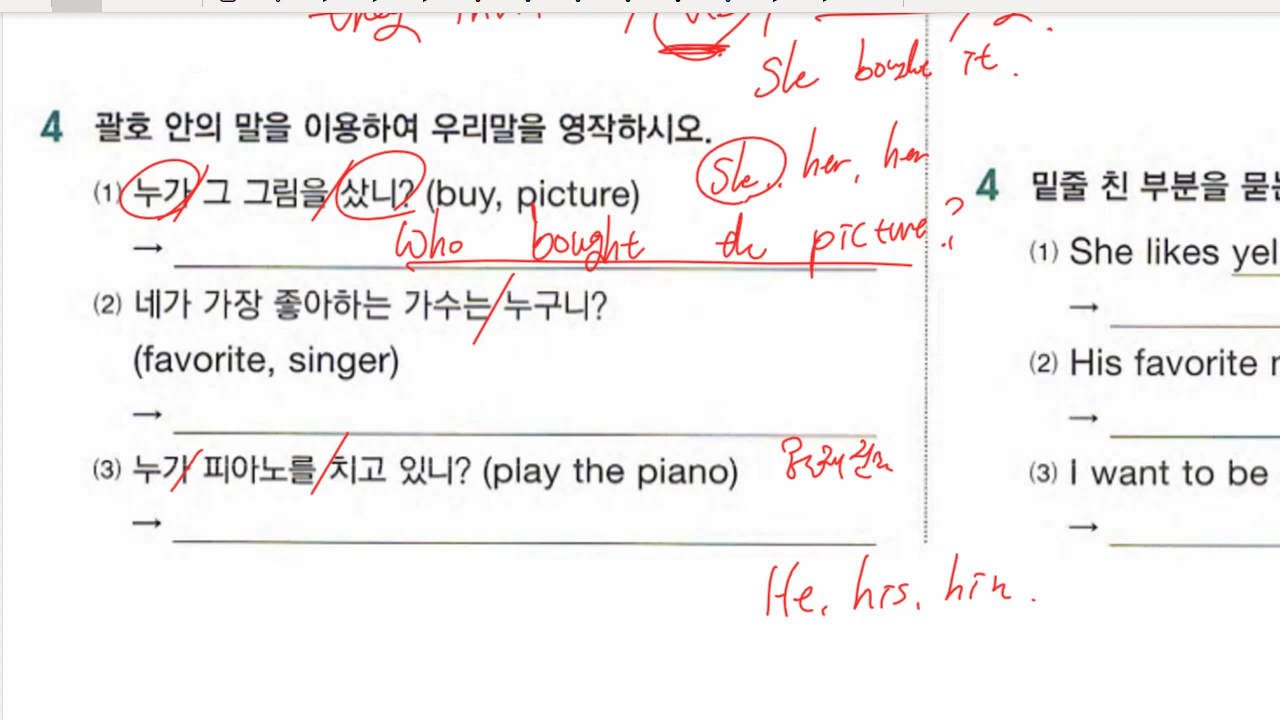 She bought it.
4 괄호 안의 말을 이용하여 우리말을 영작하시오.
She, her, her
(1) 누가 그 그림을 샀니? (buy, picture)
→ Who bought the picture?
(2) 네가 가장 좋아하는 가수는 누구니?
(favorite, singer)
→
(3) 누가 피아노를 치고 있니? (play the piano)
→
He, his, him.
4 밑줄 친 부분을
(1) She likes yel
→
(2) His favorite
→
(3) I want to be
→